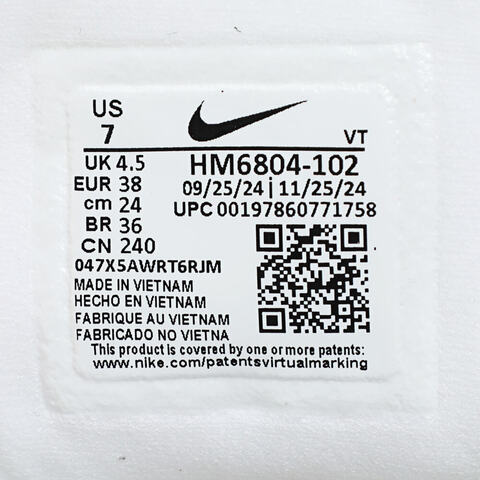 US
7
VT
UK 4.5
HM6804-102
EUR 38
09/25/24 | 11/25/24
cm 24
UPC 00197860771758
BR 36
CN 240
047X5AWRT6RJM
MADE IN VIETNAM
HECHO EN VIETNAM
FABRIQUE AU VIETNAM
FABRICADO NO VIETNA
This product is covered by one or more patents:
www.nike.com/patentsvirtualmarking